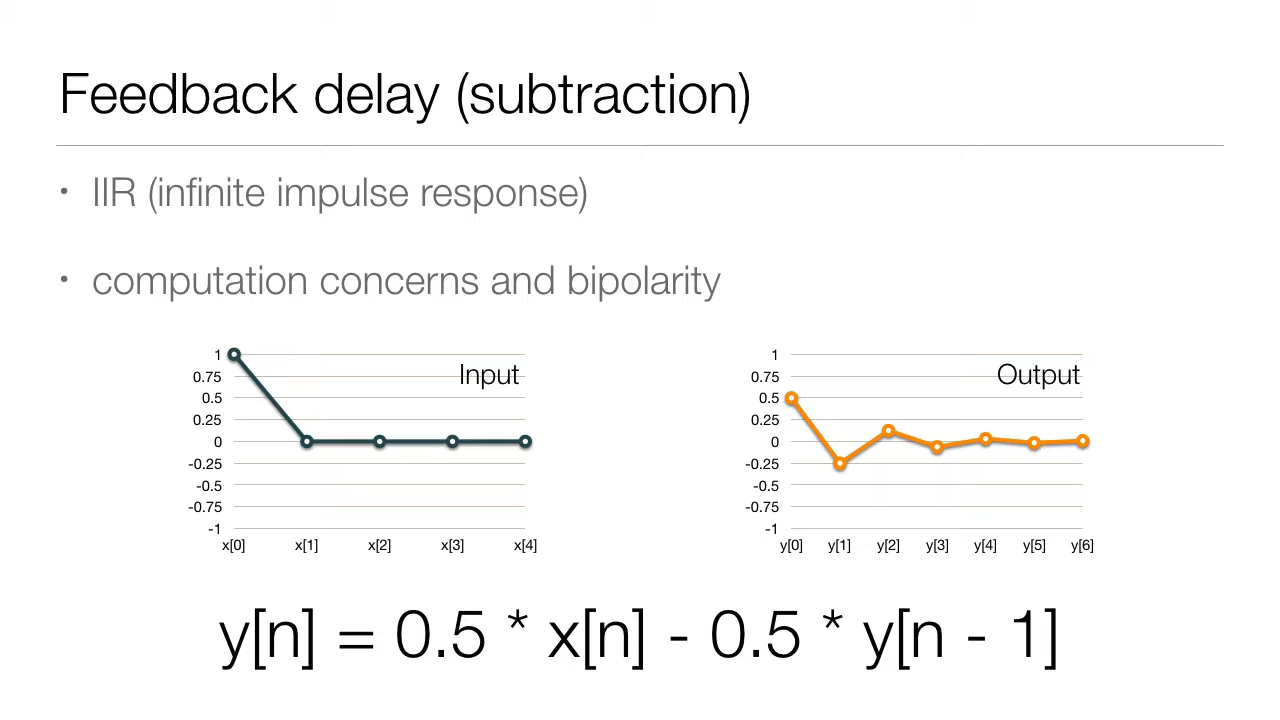 Feedback delay (subtraction)
• IIR (infinite impulse response)
• computation concerns and bipolarity
Input
1
0.75
0.5
0.25
0
-0.25
-0.5
-0.75
-1
x[0] x[1] x[2] x[3] x[4]
Output
1
0.75
0.5
0.25
0
-0.25
-0.5
-0.75
-1
y[0] y[1] y[2] y[3] y[4] y[5] y[6]
y[n] = 0.5 * x[n] - 0.5 * y[n - 1]